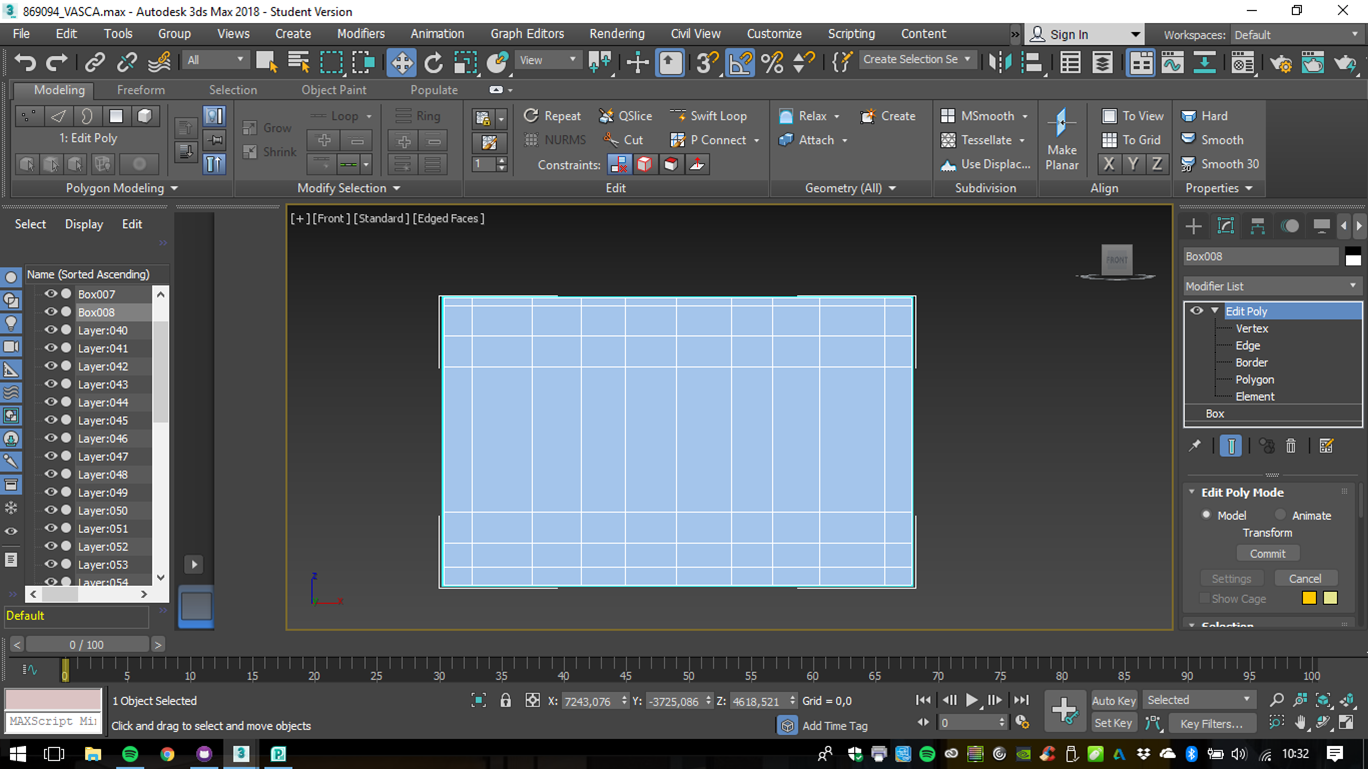 869094_VASCA.max - Autodesk 3ds Max 2018 - Student Version
File Edit Tools Group Views Create Modifiers Animation Graph Editors Rendering Civil View Customize Scripting Content » Sign In Workspaces: Default
All View 3 % Create Selection Se
Modeling Freeform Selection Object Paint Populate
1: Edit Poly
Grow
Shrink
Loop Ring
1
Repeat QSlice Swift Loop
NURMS Cut P Connect
Constraints:
Relax Create
Attach
MSmooth
Tessellate
Use Displac...
Make Planar
To View
To Grid
X Y Z
Hard
Smooth
Smooth 30
Polygon Modeling Modify Selection Edit Geometry (All) Subdivision Align Properties
Select Display Edit
»
Name (Sorted Ascending)
Box007
Box008
Layer:040
Layer:041
Layer:042
Layer:043
Layer:044
Layer:045
Layer:046
Layer:047
Layer:048
Layer:049
Layer:050
Layer:051
Layer:052
Layer:053
Layer:054
Default
[+] [Front ] [Standard ] [Edged Faces ]
FRONT
z
x
Box008
Modifier List
Edit Poly
Vertex
Edge
Border
Polygon
Element
Box
Edit Poly Mode
Model Animate
Transform
Commit
Settings Cancel
Show Cage
Selection
< 0 / 100 >
0 5 10 15 20 25 30 35 40 45 50 55 60 65 70 75 80 85 90 95 100
1 Object Selected
X: 7243,076 Y: -3725,086 Z: 4618,521 Grid = 0,0
Auto Key Selected
MAXScript Mi
Click and drag to select and move objects
Add Time Tag
0
Set Key Key Filters...
10:32